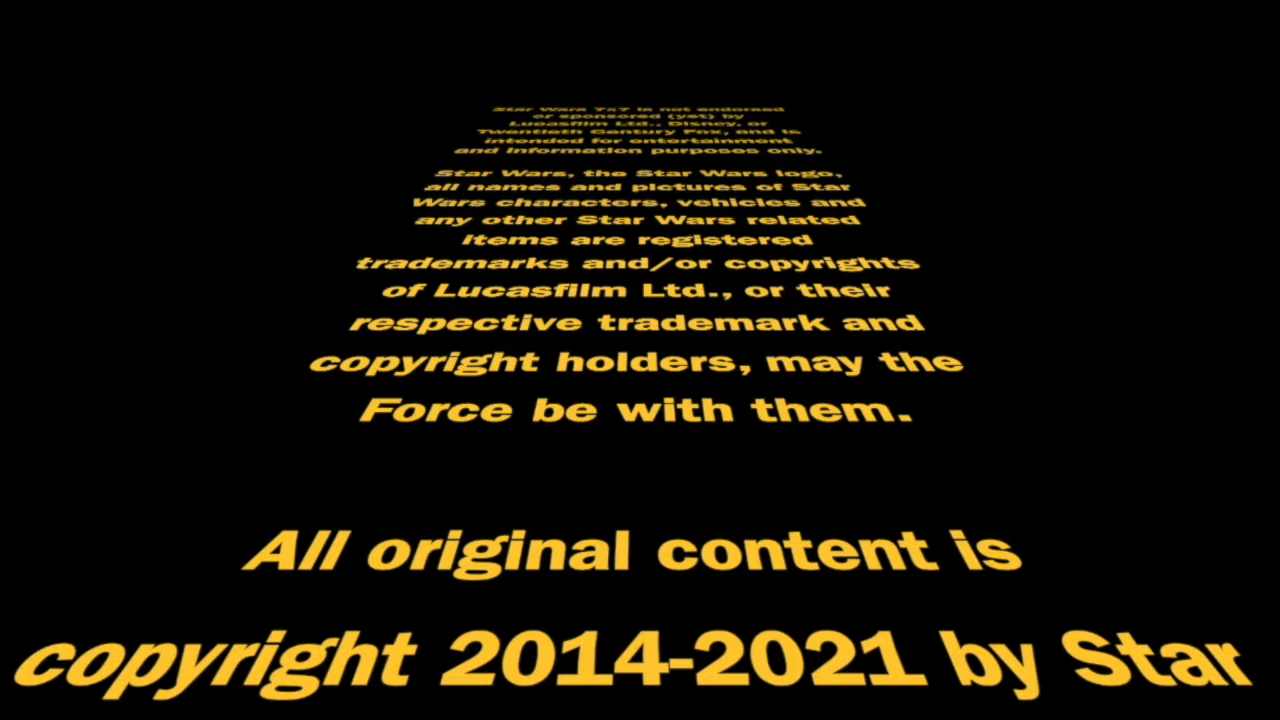 Star Wars 7x7 is not endorsed
or sponsored (yet) by
Lucasfilm Ltd., Disney, or
Twentieth Century Fox, and is
intended for entertainment
and information purposes only.
Star Wars, the Star Wars logo,
all names and pictures of Star
Wars characters, vehicles and
any other Star Wars related
items are registered
trademarks and/or copyrights
of Lucasfilm Ltd., or their
respective trademark and
copyright holders, may the
Force be with them.
All original content is
copyright 2014-2021 by Star